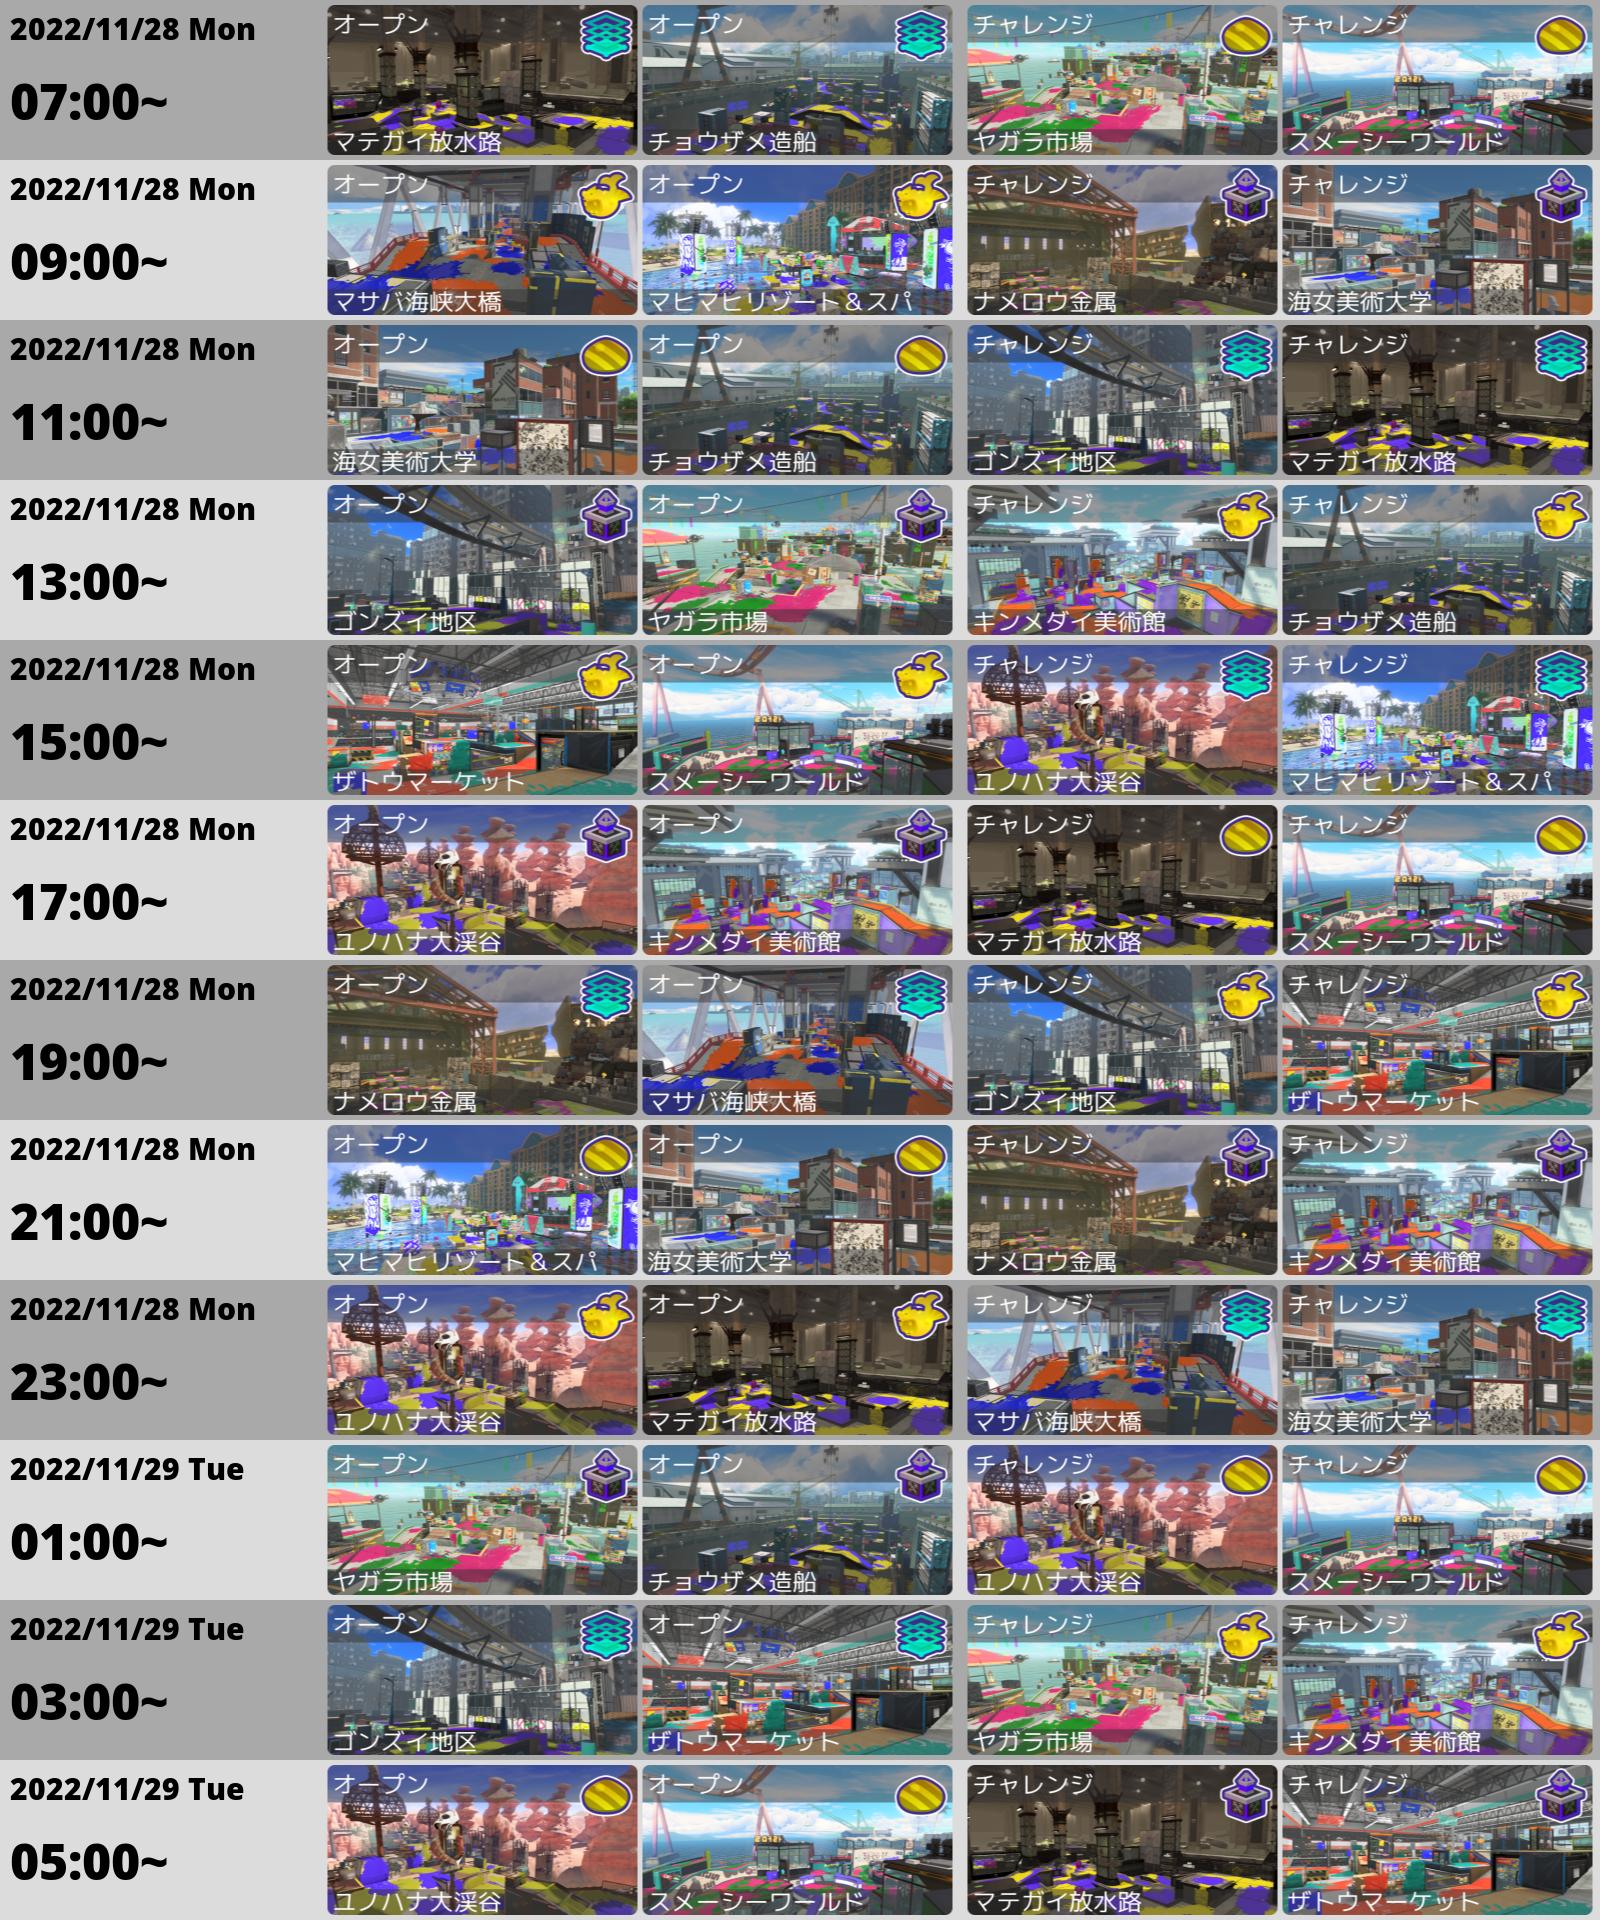 2022/11/28 Mon
07:00~
オープン オープン チャレンジ チャレンジ
マテガイ放水路 チョウザメ造船 ヤガラ市場 スメーシーワールド
2022/11/28 Mon
09:00~
オープン オープン チャレンジ チャレンジ
マサバ海峡大橋 マヒマヒリゾート＆スパ ナメロウ金属 海女美術大学
2022/11/28 Mon
11:00~
オープン オープン チャレンジ チャレンジ
海女美術大学 チョウザメ造船 ゴンズイ地区 マテガイ放水路
2022/11/28 Mon
13:00~
オープン オープン チャレンジ チャレンジ
ゴンズイ地区 ヤガラ市場 キンメダイ美術館 チョウザメ造船
2022/11/28 Mon
15:00~
オープン オープン チャレンジ チャレンジ
ザトウマーケット スメーシーワールド ユノハナ大渓谷 マヒマヒリゾート＆スパ
2022/11/28 Mon
17:00~
オープン オープン チャレンジ チャレンジ
ユノハナ大渓谷 キンメダイ美術館 マテガイ放水路 スメーシーワールド
2022/11/28 Mon
19:00~
オープン オープン チャレンジ チャレンジ
ナメロウ金属 マサバ海峡大橋 ゴンズイ地区 ザトウマーケット
2022/11/28 Mon
21:00~
オープン オープン チャレンジ チャレンジ
マヒマヒリゾート＆スパ 海女美術大学 ナメロウ金属 キンメダイ美術館
2022/11/28 Mon
23:00~
オープン オープン チャレンジ チャレンジ
ユノハナ大渓谷 マテガイ放水路 マサバ海峡大橋 海女美術大学
2022/11/29 Tue
01:00~
オープン オープン チャレンジ チャレンジ
ヤガラ市場 チョウザメ造船 ユノハナ大渓谷 スメーシーワールド
2022/11/29 Tue
03:00~
オープン オープン チャレンジ チャレンジ
ゴンズイ地区 ザトウマーケット ヤガラ市場 キンメダイ美術館
2022/11/29 Tue
05:00~
オープン オープン チャレンジ チャレンジ
ユノハナ大渓谷 スメーシーワールド マテガイ放水路 ザトウマーケット